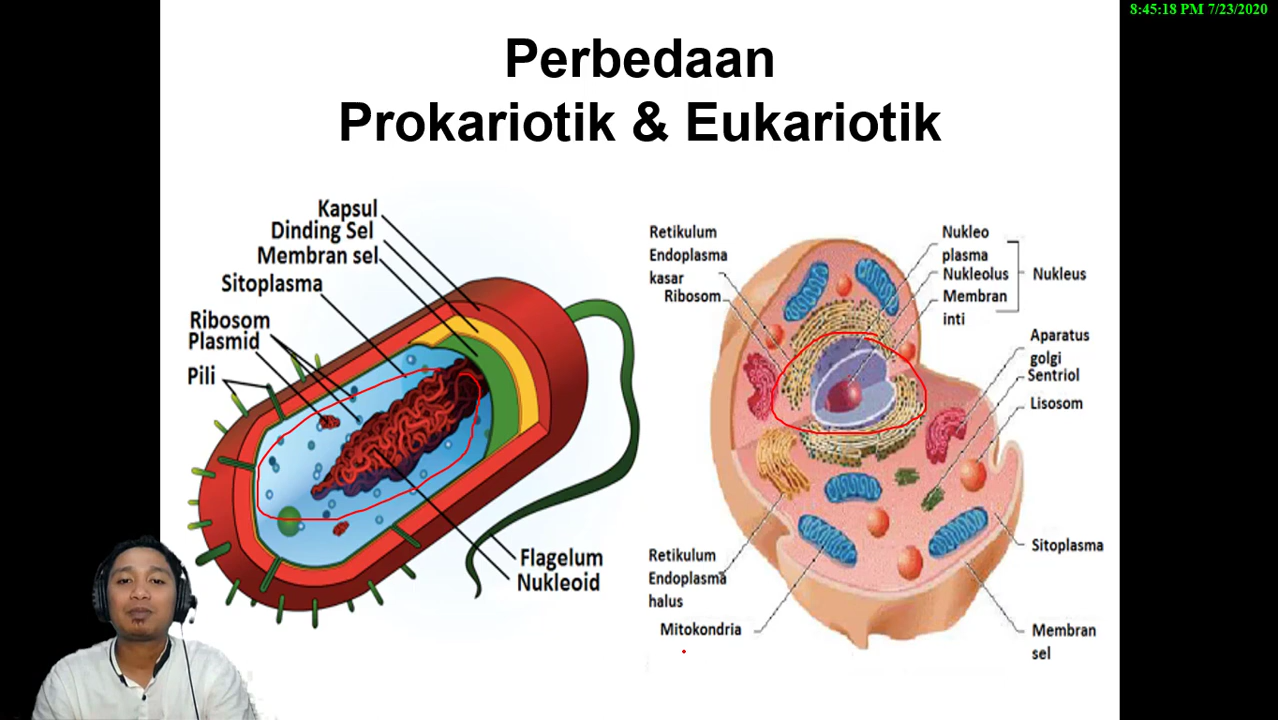 8:45:18 PM 7/23/2020
Perbedaan
Prokariotik & Eukariotik
Kapsul
Dinding Sel
Membran sel
Sitoplasma
Ribosom
Plasmid
Pili
Flagelum
Nukleoid
Retikulum
Endoplasma
kasar
Ribosom
Nukleo
plasma
Nukleolus
Membran
inti
Nukleus
Aparatus
golgi
Sentriol
Lisosom
Retikulum
Endoplasma
halus
Mitokondria
Sitoplasma
Membran
sel